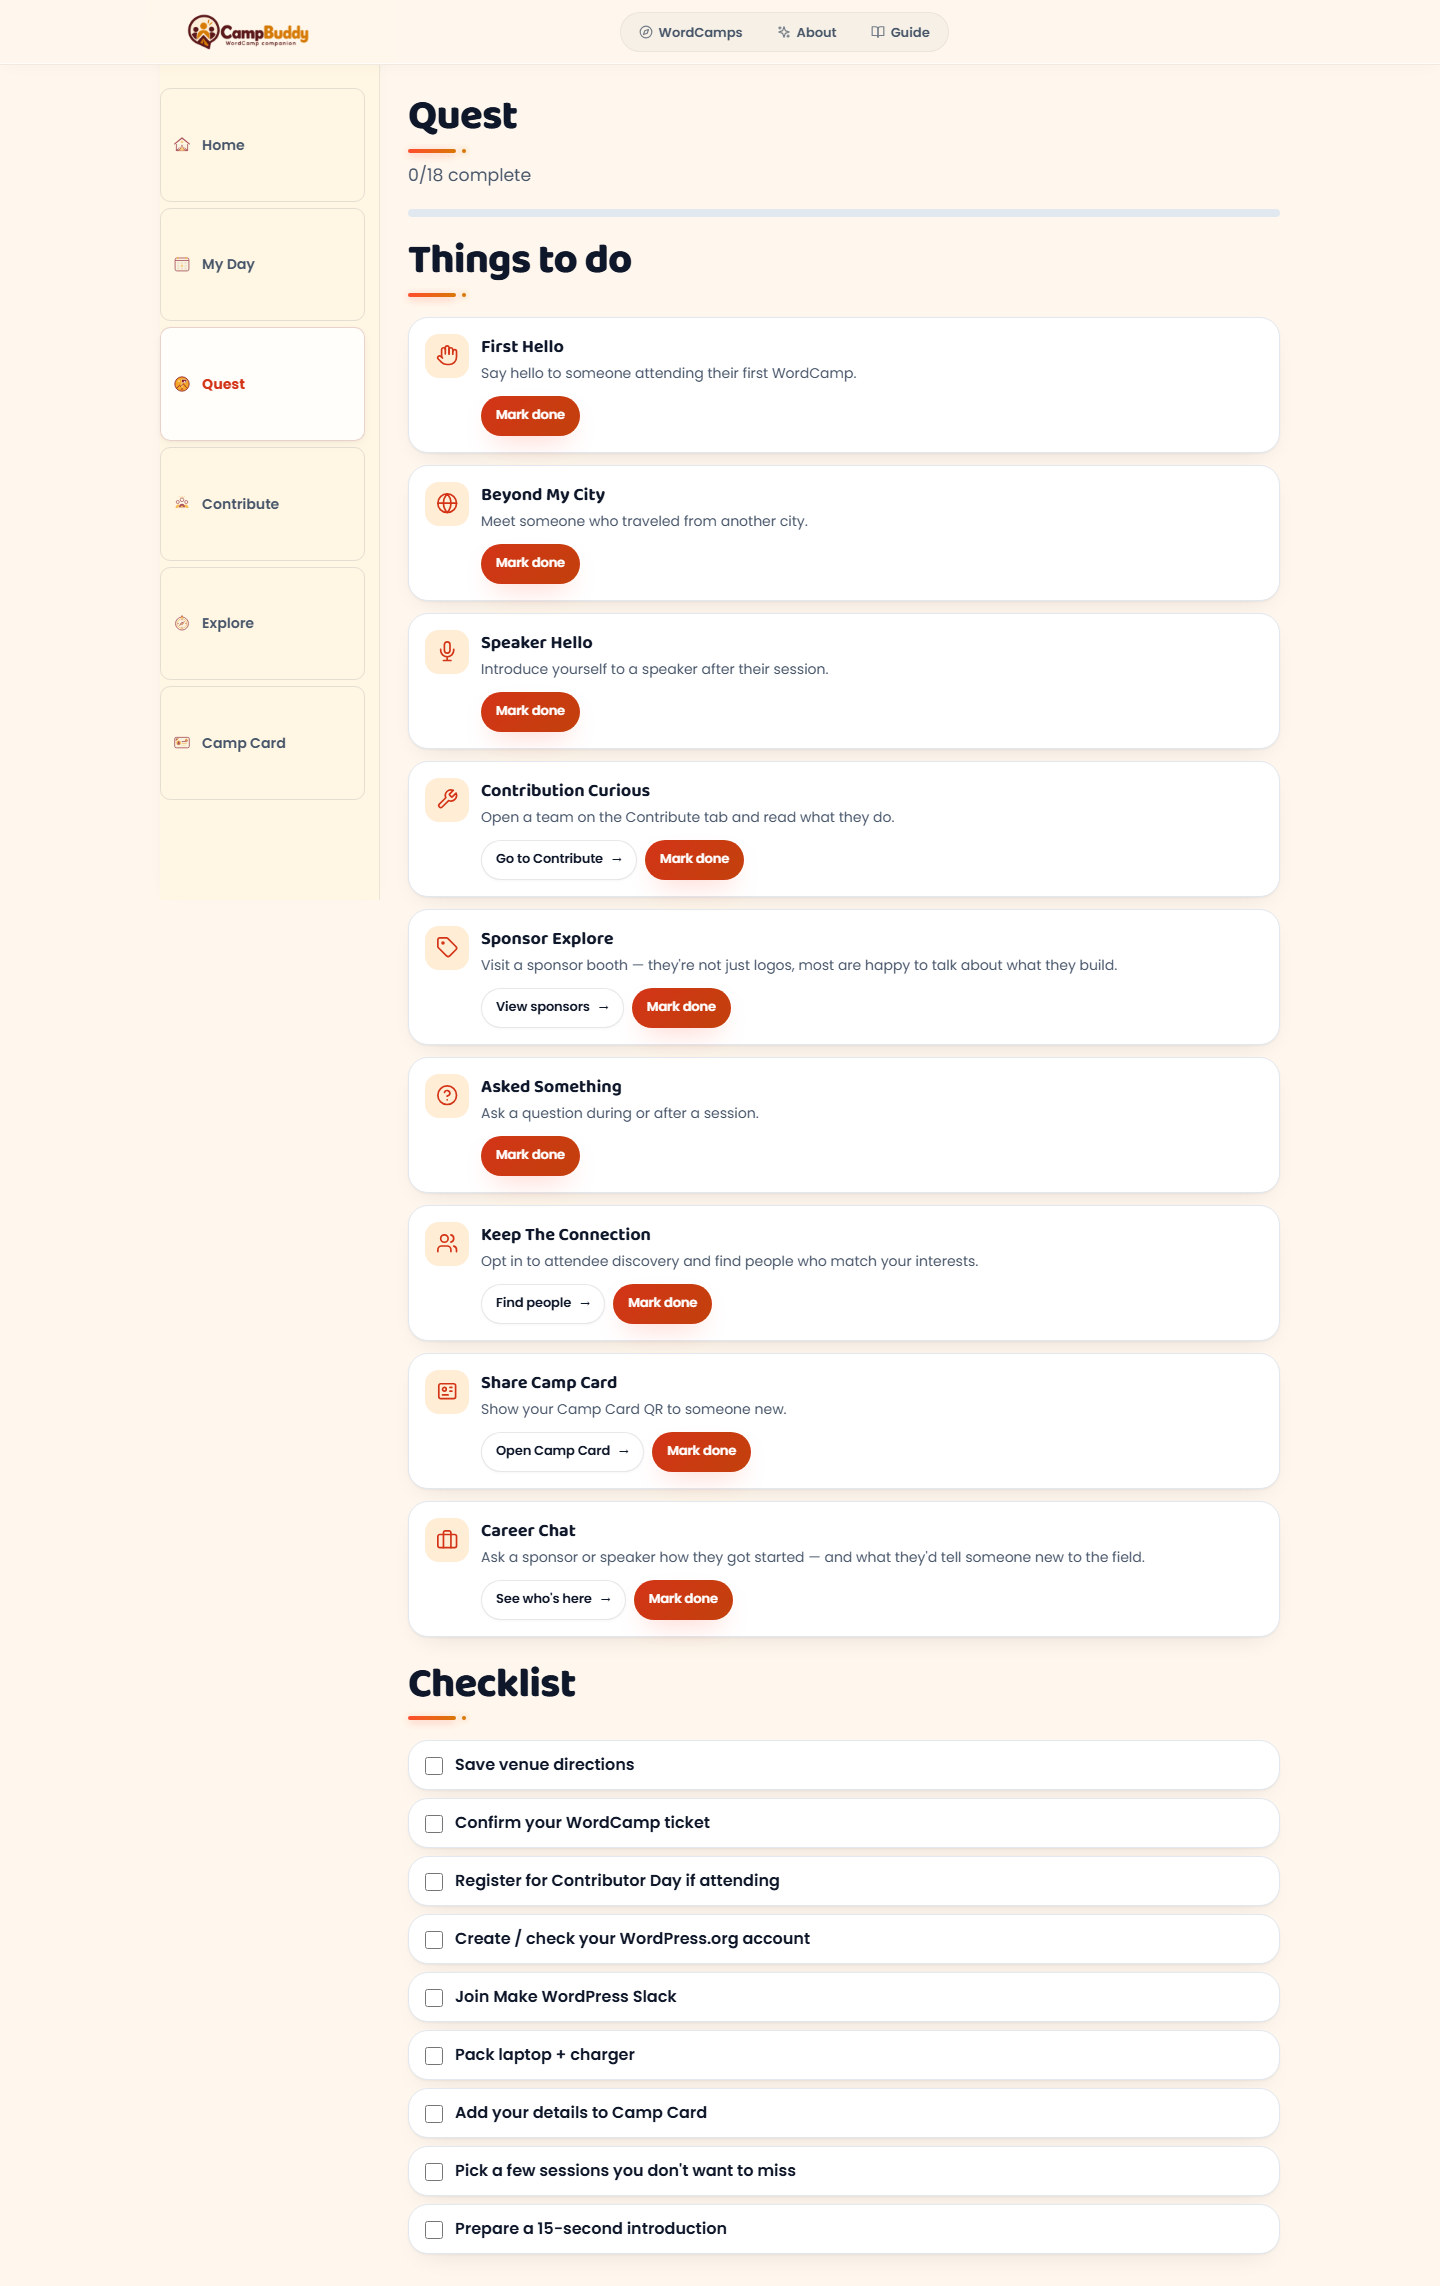 CampBuddy
WordCamp companion
WordCamps
About
Guide
Home
My Day
Quest
Contribute
Explore
Camp Card
Quest
0/18 complete
Things to do
First Hello
Say hello to someone attending their first WordCamp.
Mark done
Beyond My City
Meet someone who traveled from another city.
Mark done
Speaker Hello
Introduce yourself to a speaker after their session.
Mark done
Contribution Curious
Open a team on the Contribute tab and read what they do.
Go to Contribute →
Mark done
Sponsor Explore
Visit a sponsor booth — they're not just logos, most are happy to talk about what they build.
View sponsors →
Mark done
Asked Something
Ask a question during or after a session.
Mark done
Keep The Connection
Opt in to attendee discovery and find people who match your interests.
Find people →
Mark done
Share Camp Card
Show your Camp Card QR to someone new.
Open Camp Card →
Mark done
Career Chat
Ask a sponsor or speaker how they got started — and what they'd tell someone new to the field.
See who's here →
Mark done
Checklist
Save venue directions
Confirm your WordCamp ticket
Register for Contributor Day if attending
Create / check your WordPress.org account
Join Make WordPress Slack
Pack laptop + charger
Add your details to Camp Card
Pick a few sessions you don't want to miss
Prepare a 15-second introduction